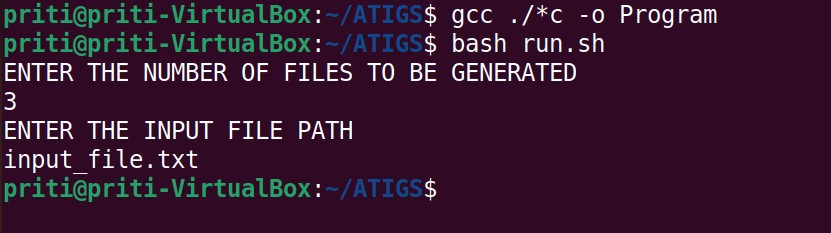 priti@priti-VirtualBox:~/ATIGS$ gcc ./*c -o Program
priti@priti-VirtualBox:~/ATIGS$ bash run.sh
ENTER THE NUMBER OF FILES TO BE GENERATED
3
ENTER THE INPUT FILE PATH
input_file.txt
priti@priti-VirtualBox:~/ATIGS$